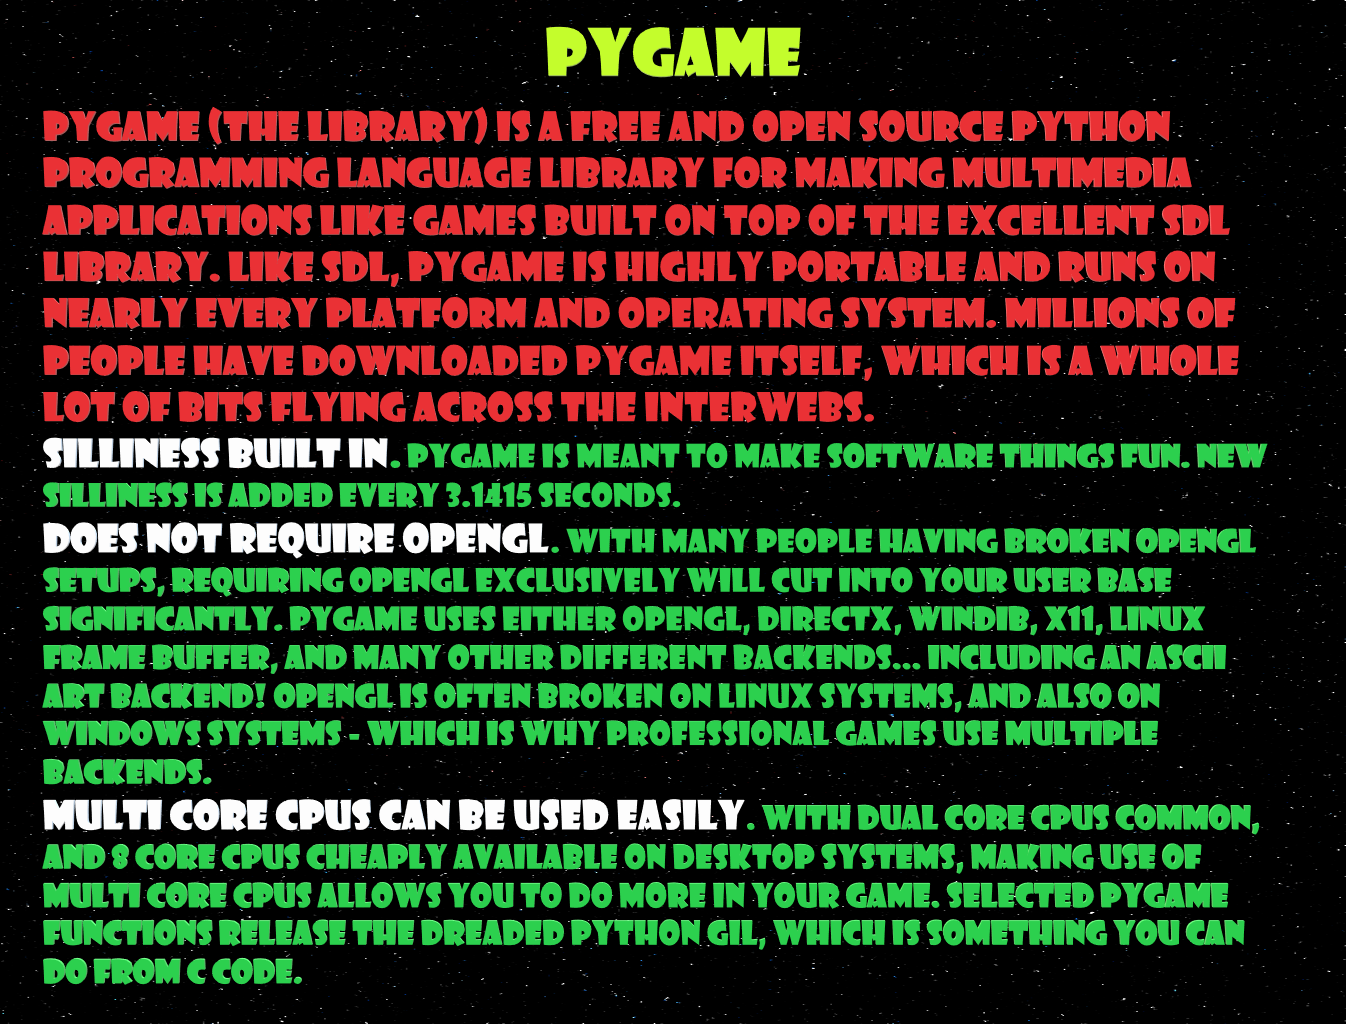 PYGAME
PYGAME (THE LIBRARY) IS A FREE AND OPEN SOURCE PYTHON
PROGRAMMING LANGUAGE LIBRARY FOR MAKING MULTIMEDIA
APPLICATIONS LIKE GAMES BUILT ON TOP OF THE EXCELLENT SDL
LIBRARY. LIKE SDL, PYGAME IS HIGHLY PORTABLE AND RUNS ON
NEARLY EVERY PLATFORM AND OPERATING SYSTEM. MILLIONS OF
PEOPLE HAVE DOWNLOADED PYGAME ITSELF, WHICH IS A WHOLE
LOT OF BITS FLYING ACROSS THE INTERWEBS.
SILLINESS BUILT IN. PYGAME IS MEANT TO MAKE SOFTWARE THINGS FUN. NEW
SILLINESS IS ADDED EVERY 3.1415 SECONDS.
DOES NOT REQUIRE OPENGL. WITH MANY PEOPLE HAVING BROKEN OPENGL
SETUPS, REQUIRING OPENGL EXCLUSIVELY WILL CUT INTO YOUR USER BASE
SIGNIFICANTLY. PYGAME USES EITHER OPENGL, DIRECTX, WINDIB, X11, LINUX
FRAME BUFFER, AND MANY OTHER DIFFERENT BACKENDS... INCLUDING AN ASCII
ART BACKEND! OPENGL IS OFTEN BROKEN ON LINUX SYSTEMS, AND ALSO ON
WINDOWS SYSTEMS - WHICH IS WHY PROFESSIONAL GAMES USE MULTIPLE
BACKENDS.
MULTI CORE CPUS CAN BE USED EASILY. WITH DUAL CORE CPUS COMMON,
AND 8 CORE CPUS CHEAPLY AVAILABLE ON DESKTOP SYSTEMS, MAKING USE OF
MULTI CORE CPUS ALLOWS YOU TO DO MORE IN YOUR GAME. SELECTED PYGAME
FUNCTIONS RELEASE THE DREADED PYTHON GIL, WHICH IS SOMETHING YOU CAN
DO FROM C CODE.